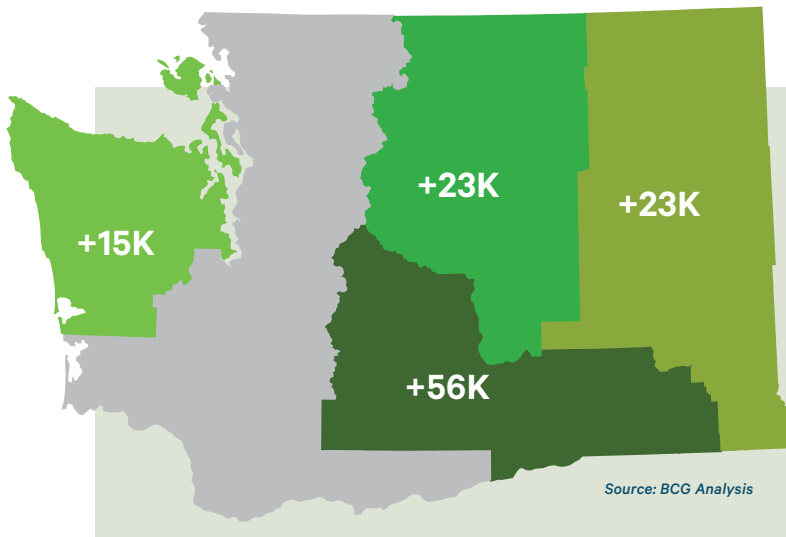 +23K
+23K
+15K
+56K
Source: BCG Analysis